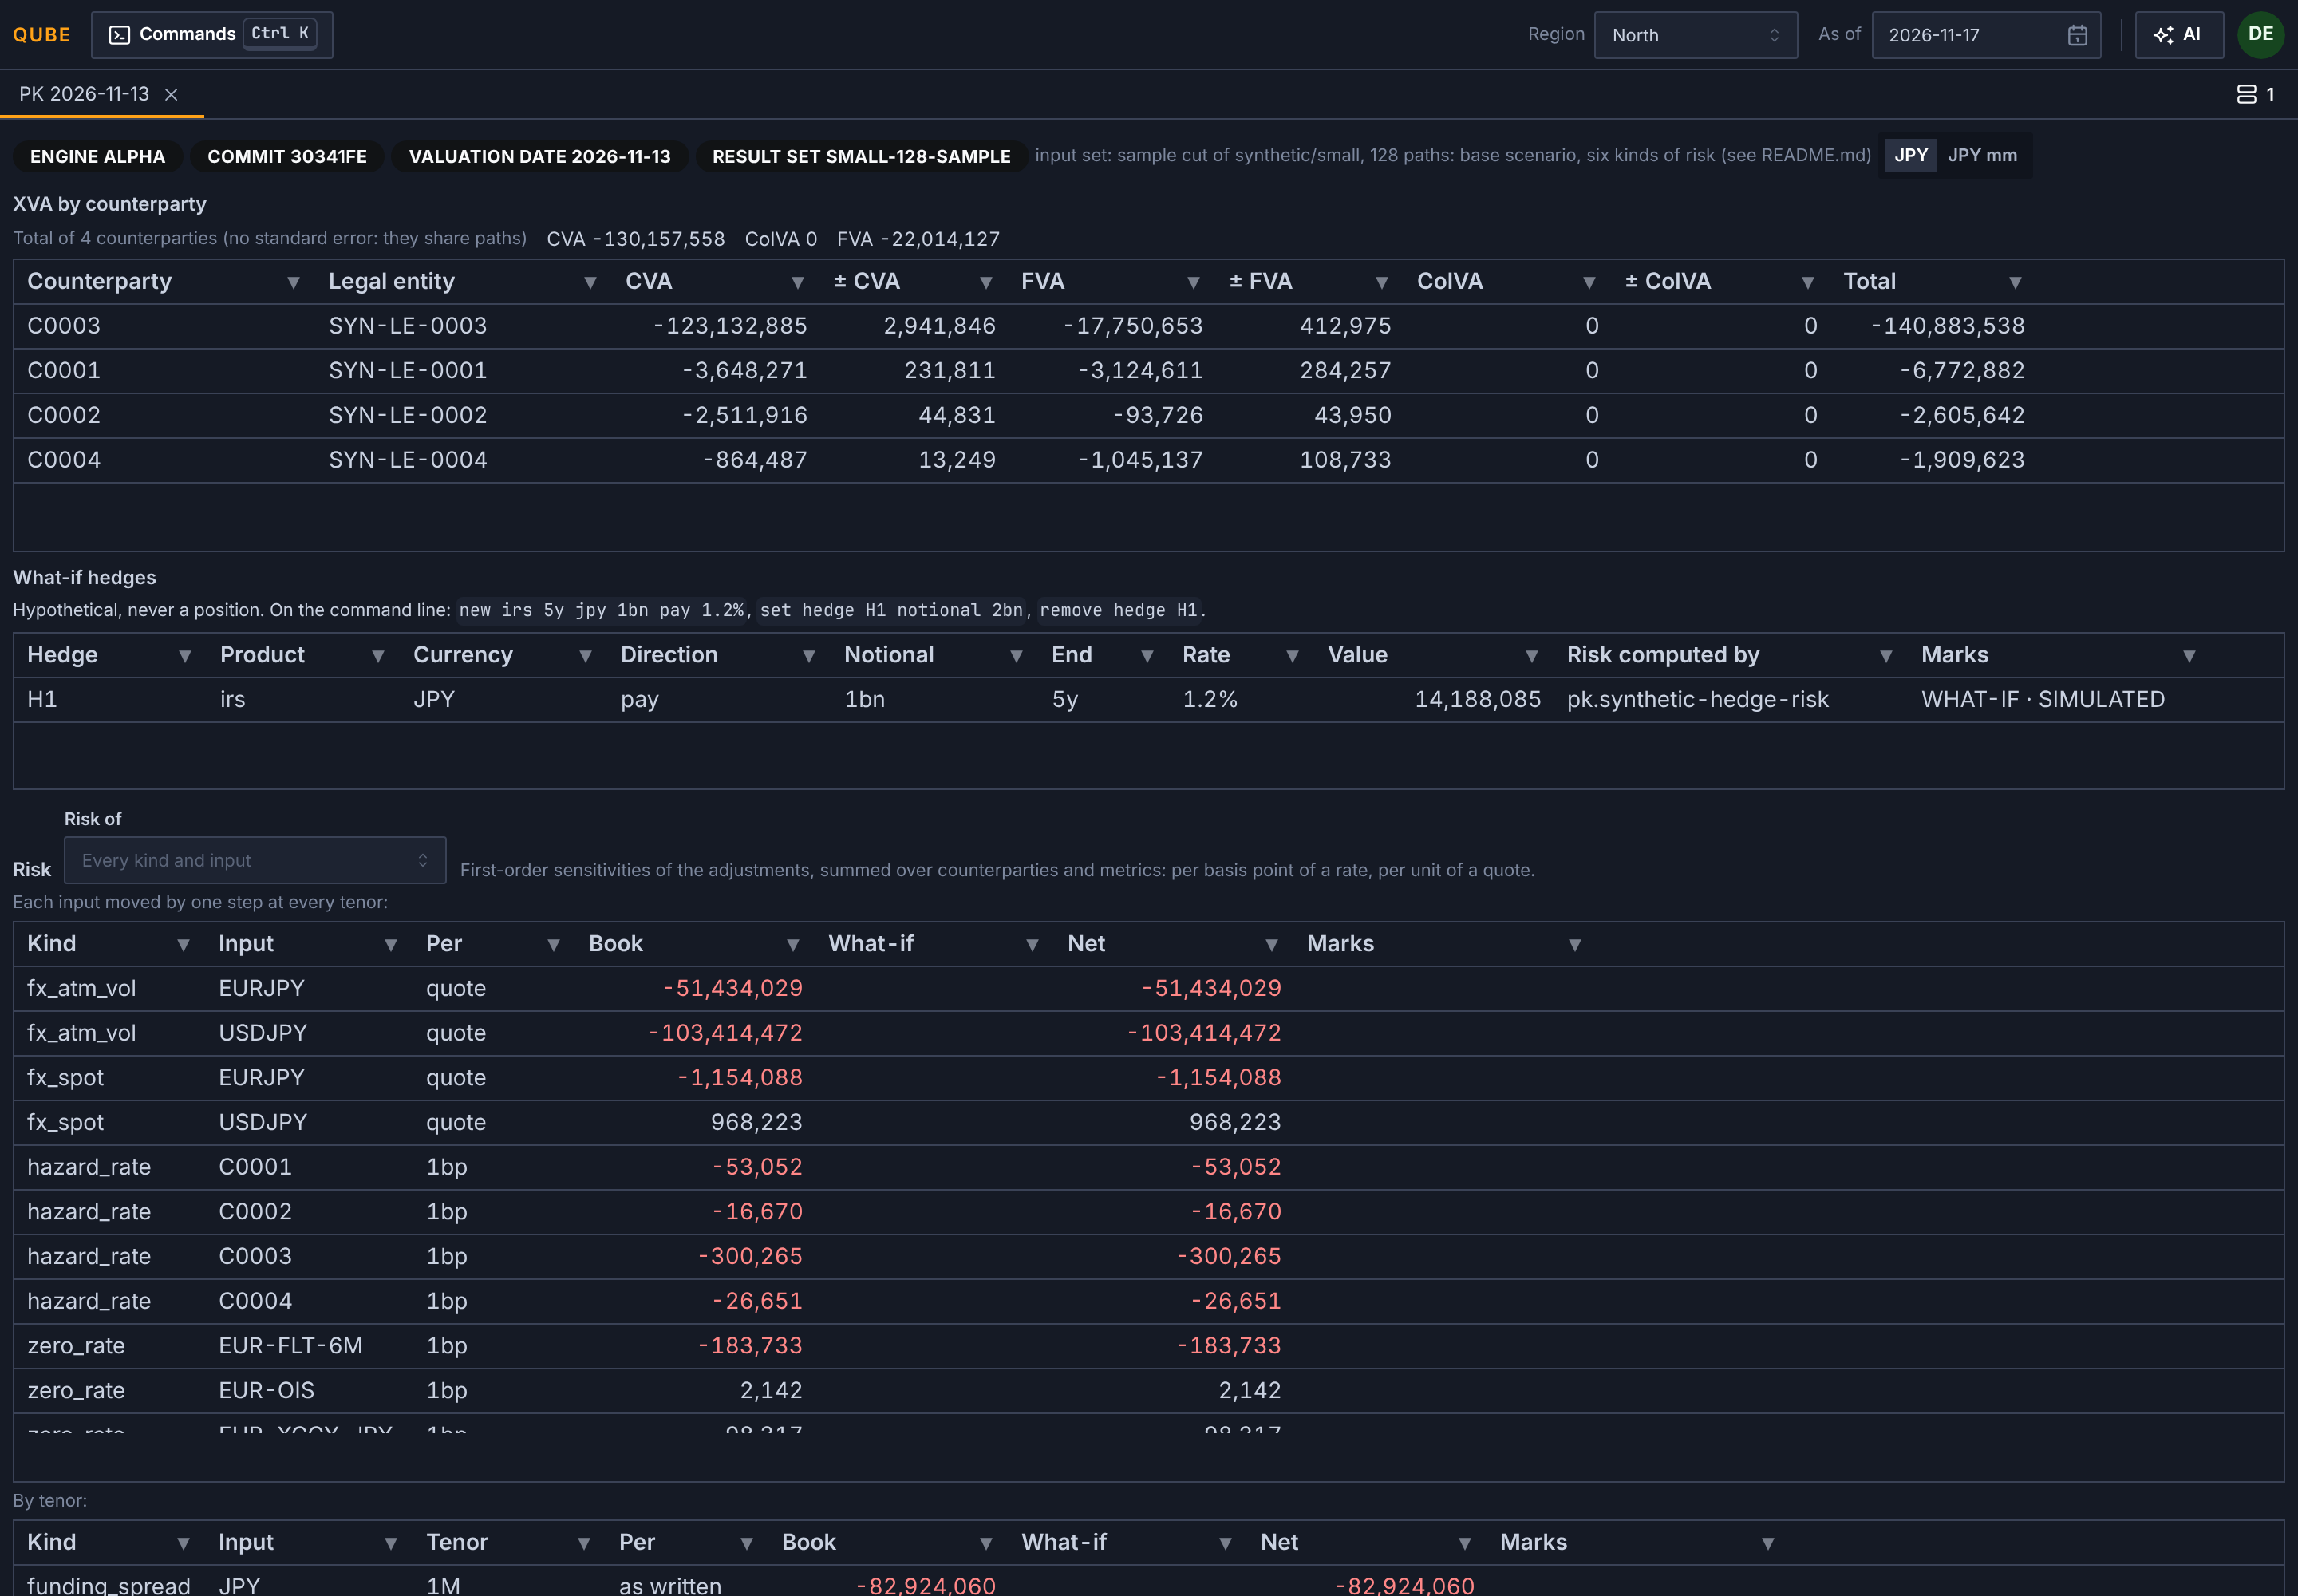 QUBE Commands Ctrl K Region North As of 2026-11-17 AI DE
PK 2026-11-13 1
ENGINE ALPHA COMMIT 30341FE VALUATION DATE 2026-11-13 RESULT SET SMALL-128-SAMPLE input set: sample cut of synthetic/small, 128 paths: base scenario, six kinds of risk (see README.md) JPY JPY mm
XVA by counterparty
Total of 4 counterparties (no standard error: they share paths) CVA -130,157,558 ColVA 0 FVA -22,014,127
Counterparty Legal entity CVA ± CVA FVA ± FVA ColVA ± ColVA Total
C0003 SYN-LE-0003 -123,132,885 2,941,846 -17,750,653 412,975 0 0 -140,883,538
C0001 SYN-LE-0001 -3,648,271 231,811 -3,124,611 284,257 0 0 -6,772,882
C0002 SYN-LE-0002 -2,511,916 44,831 -93,726 43,950 0 0 -2,605,642
C0004 SYN-LE-0004 -864,487 13,249 -1,045,137 108,733 0 0 -1,909,623
What-if hedges
Hypothetical, never a position. On the command line: new irs 5y jpy 1bn pay 1.2%, set hedge H1 notional 2bn, remove hedge H1.
Hedge Product Currency Direction Notional End Rate Value Risk computed by Marks
H1 irs JPY pay 1bn 5y 1.2% 14,188,085 pk.synthetic-hedge-risk WHAT-IF · SIMULATED
Risk of
Risk Every kind and input First-order sensitivities of the adjustments, summed over counterparties and metrics: per basis point of a rate, per unit of a quote.
Each input moved by one step at every tenor:
Kind Input Per Book What-if Net Marks
fx_atm_vol EURJPY quote -51,434,029 -51,434,029
fx_atm_vol USDJPY quote -103,414,472 -103,414,472
fx_spot EURJPY quote -1,154,088 -1,154,088
fx_spot USDJPY quote 968,223 968,223
hazard_rate C0001 1bp -53,052 -53,052
hazard_rate C0002 1bp -16,670 -16,670
hazard_rate C0003 1bp -300,265 -300,265
hazard_rate C0004 1bp -26,651 -26,651
zero_rate EUR-FLT-6M 1bp -183,733 -183,733
zero_rate EUR-OIS 1bp 2,142 2,142
By tenor:
Kind Input Tenor Per Book What-if Net Marks
funding_spread JPY 1M as written -82,924,060 -82,924,060